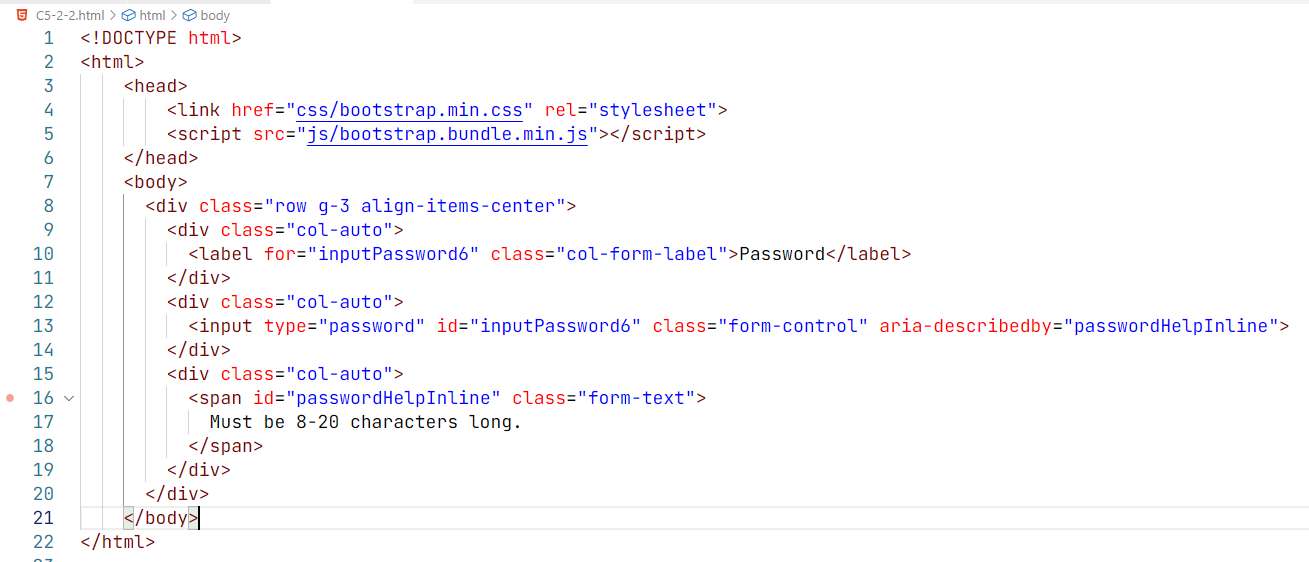 C5-2-2.html > html > body
1 <!DOCTYPE html>
2 <html>
3     <head>
4         <link href="css/bootstrap.min.css" rel="stylesheet">
5         <script src="js/bootstrap.bundle.min.js"></script>
6     </head>
7     <body>
8       <div class="row g-3 align-items-center">
9         <div class="col-auto">
10           <label for="inputPassword6" class="col-form-label">Password</label>
11         </div>
12         <div class="col-auto">
13           <input type="password" id="inputPassword6" class="form-control" aria-describedby="passwordHelpInline">
14         </div>
15         <div class="col-auto">
16           <span id="passwordHelpInline" class="form-text">
17             Must be 8-20 characters long.
18           </span>
19         </div>
20       </div>
21     </body>
22 </html>